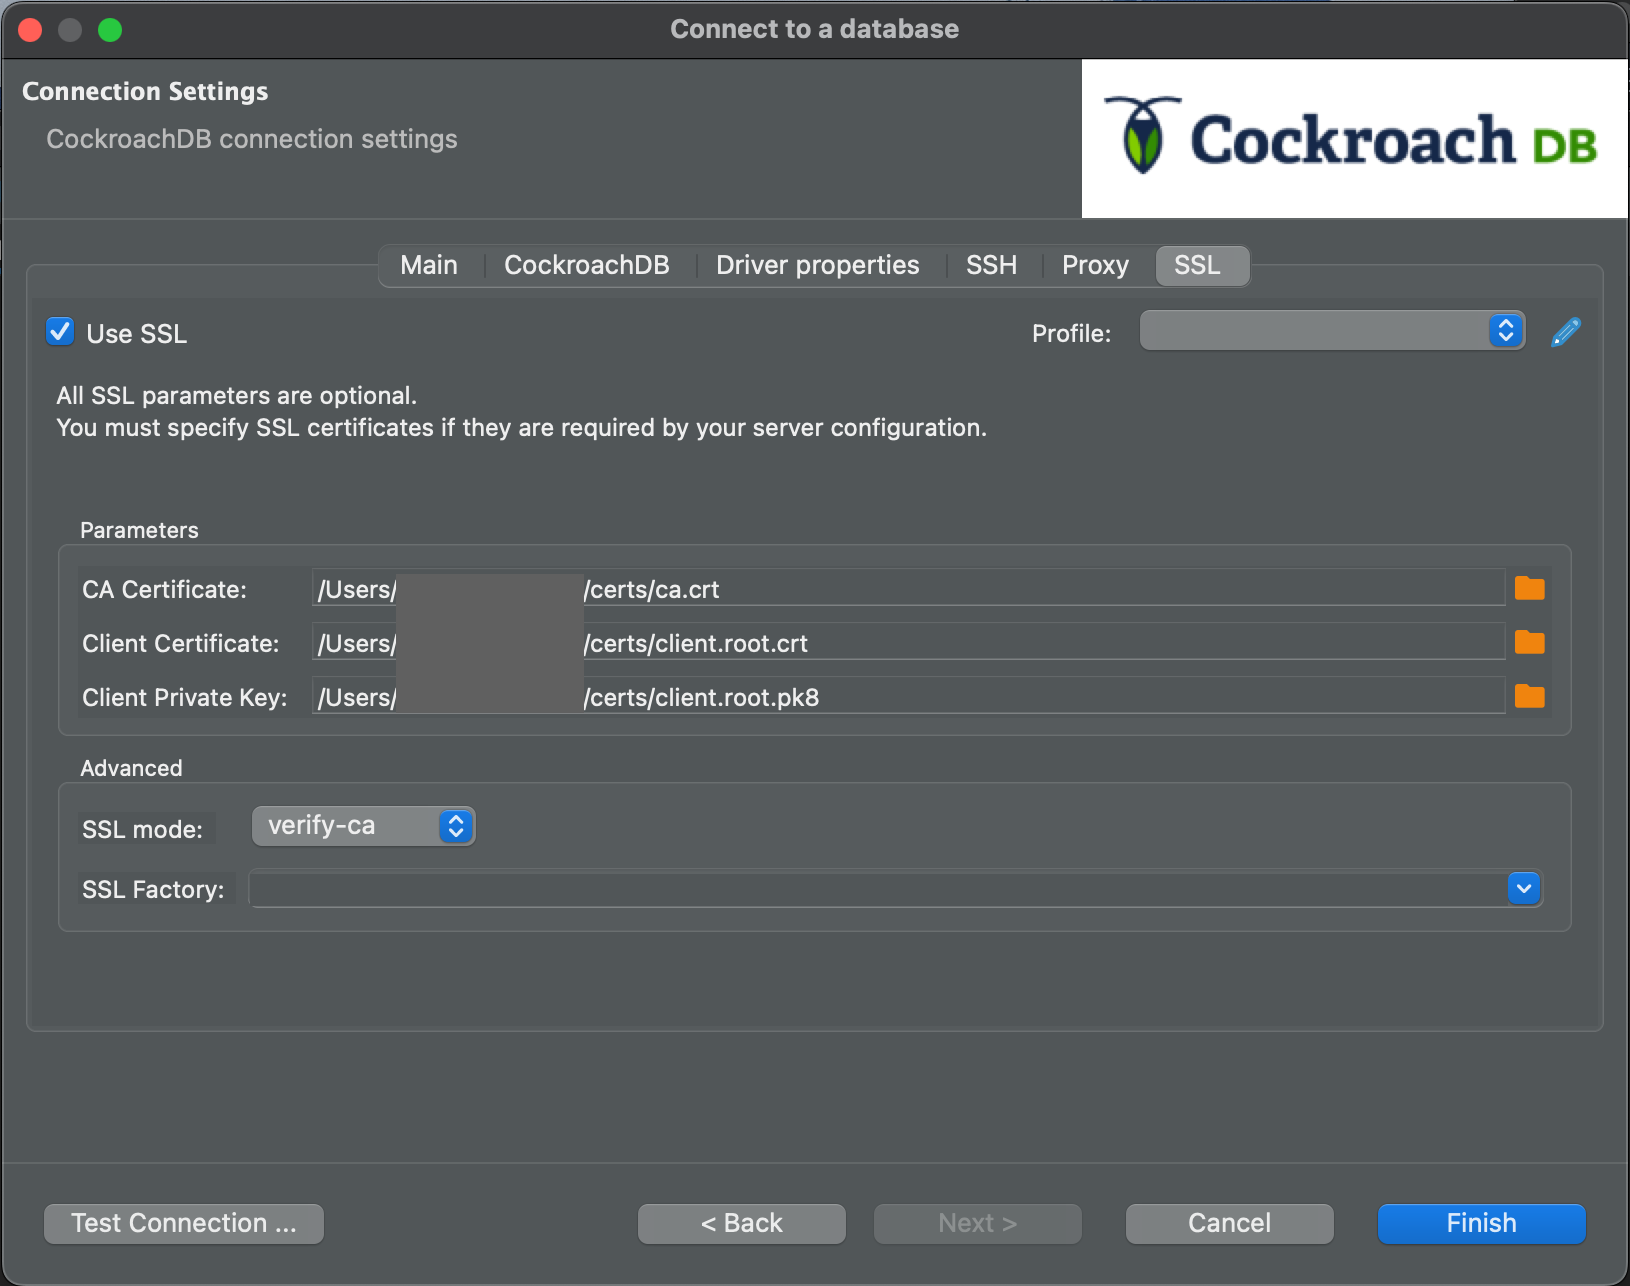 Connect to a database
Connection Settings
CockroachDB connection settings
Cockroach DB
Main CockroachDB Driver properties SSH Proxy SSL
Use SSL Profile:
All SSL parameters are optional.
You must specify SSL certificates if they are required by your server configuration.
Parameters
CA Certificate: /Users/ /certs/ca.crt
Client Certificate: /Users/ /certs/client.root.crt
Client Private Key: /Users/ /certs/client.root.pk8
Advanced
SSL mode: verify-ca
SSL Factory:
Test Connection ... < Back Next > Cancel Finish